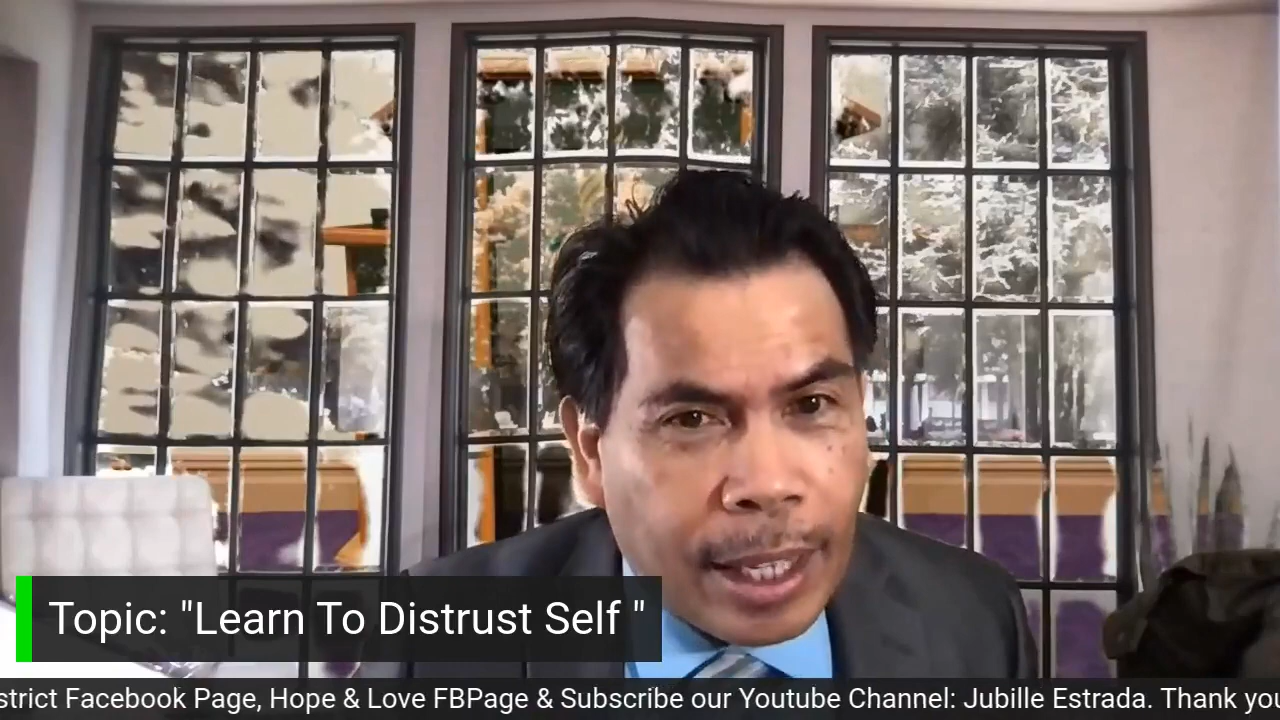 Topic: "Learn To Distrust Self "
strict Facebook Page, Hope & Love FBPage & Subscribe our Youtube Channel: Jubille Estrada. Thank you